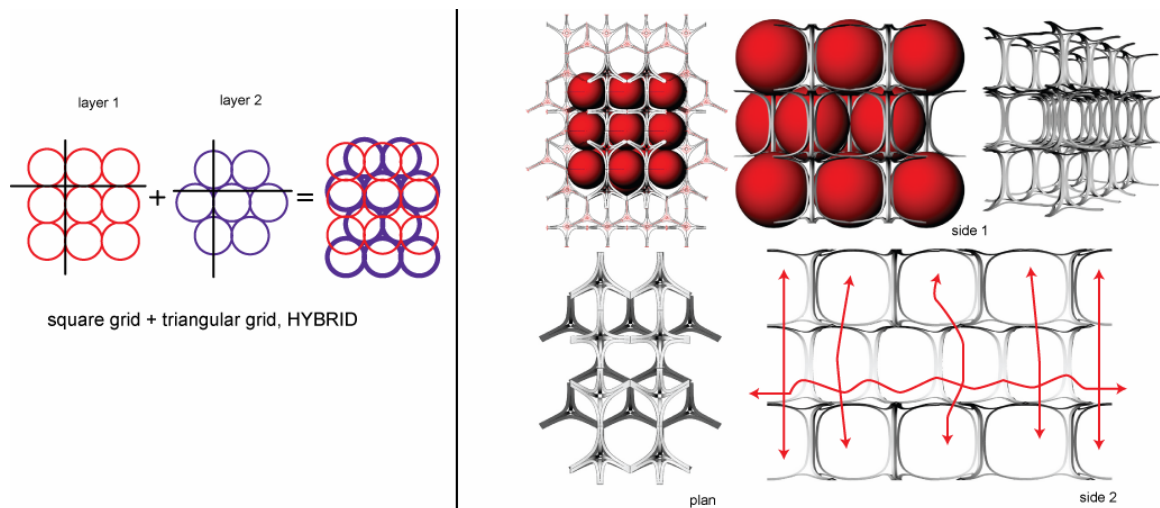 layer 1
layer 2
+
=
square grid + triangular grid, HYBRID
side 1
plan
side 2